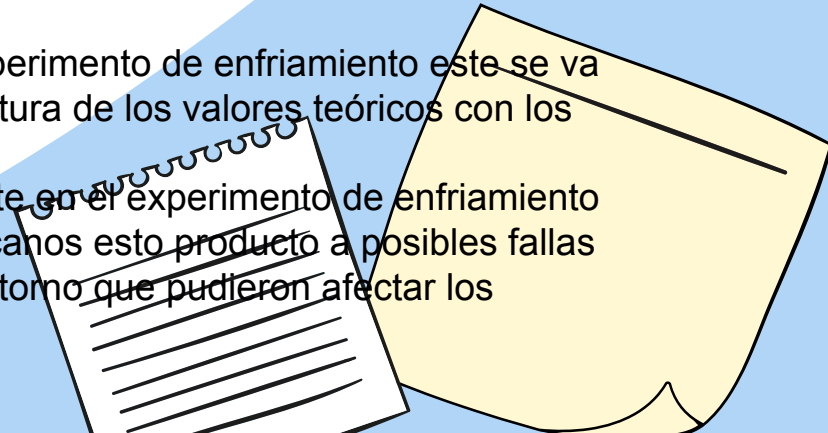 perimento de enfriamiento este se va
tura de los valores teóricos con los
te en el experimento de enfriamiento
canos esto producto a posibles fallas
torno que pudieron afectar los